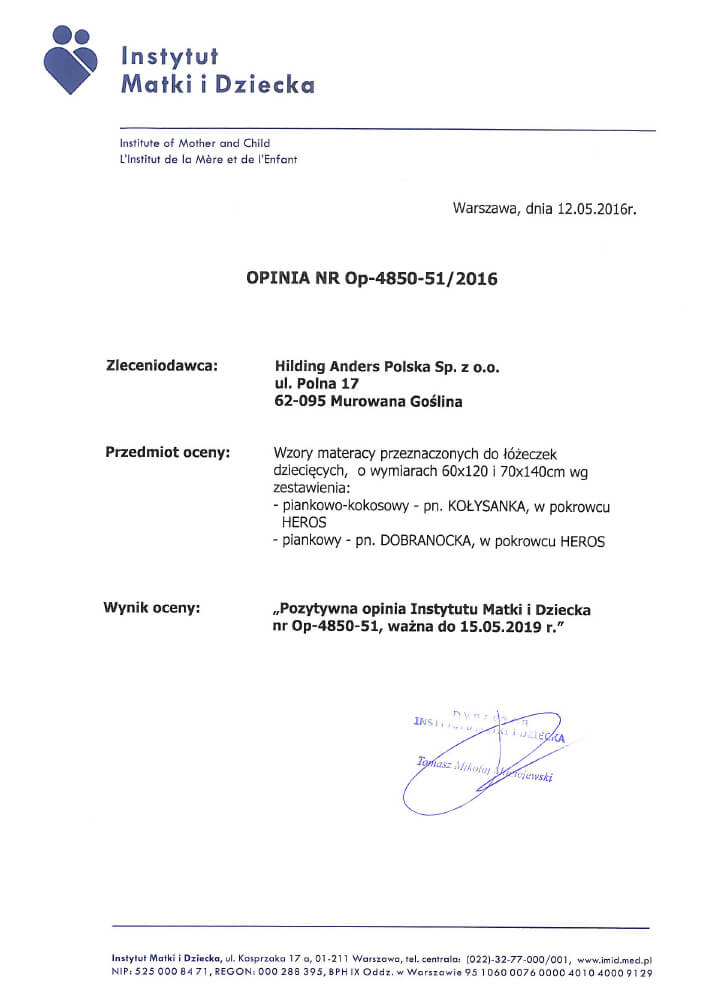 Instytut
Matki i Dziecka
Institute of Mother and Child
L'Institut de la Mère et de l'Enfant
Warszawa, dnia 12.05.2016r.
OPINIA NR Op-4850-51/2016
Zleceniodawca: Hilding Anders Polska Sp. z o.o.
ul. Polna 17
62-095 Murowana Goślina
Przedmiot oceny: Wzory materacy przeznaczonych do łóżeczek
dziecięcych, o wymiarach 60x120 i 70x140cm wg
zestawienia:
- piankowo-kokosowy - pn. KOŁYSANKA, w pokrowcu
HEROS
- piankowy - pn. DOBRANOCKA, w pokrowcu HEROS
Wynik oceny: „Pozytywna opinia Instytutu Matki i Dziecka
nr Op-4850-51, ważna do 15.05.2019 r.”
I DZIECKA
Tomasz Mikołaj
Instytut Matki i Dziecka, ul. Kasprzaka 17 a, 01-211 Warszawa, tel. centrala: (022)-32-77-000/001, www.imid.med.pl
NIP: 525 000 84 71, REGON: 000 288 395, BPH IX Oddz. w Warszawie 95 1060 0076 0000 4010 4000 9129